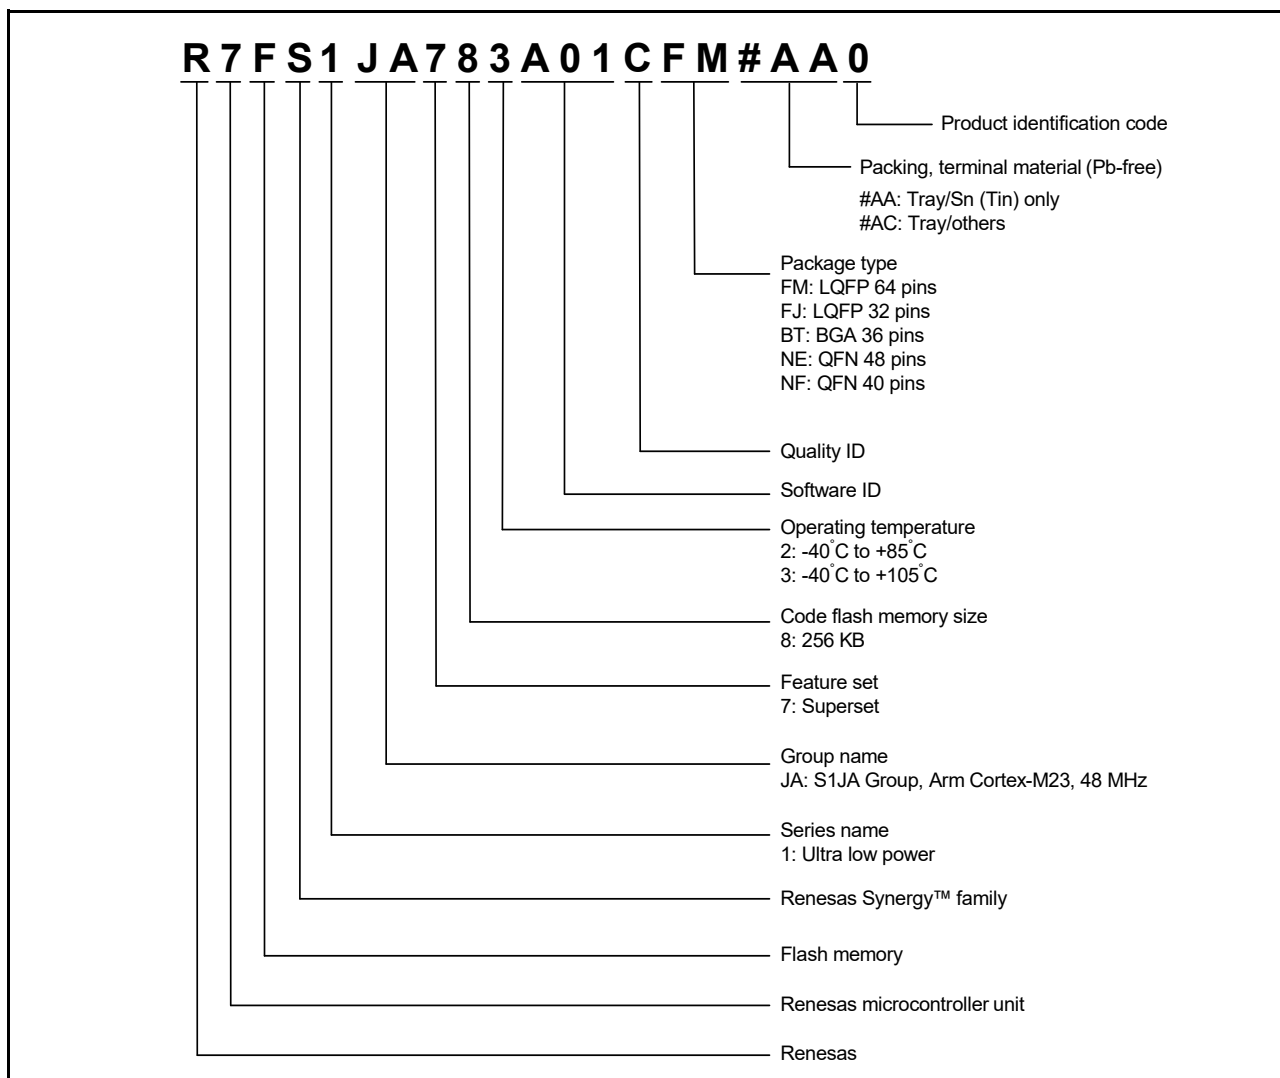 R7FS1JA783A01CFM#AA0
Product identification code
Packing, terminal material (Pb-free)
#AA: Tray/Sn (Tin) only
#AC: Tray/others
Package type
FM: LQFP 64 pins
FJ: LQFP 32 pins
BT: BGA 36 pins
NE: QFN 48 pins
NF: QFN 40 pins
Quality ID
Software ID
Operating temperature
2: -40°C to +85°C
3: -40°C to +105°C
Code flash memory size
8: 256 KB
Feature set
7: Superset
Group name
JA: S1JA Group, Arm Cortex-M23, 48 MHz
Series name
1: Ultra low power
Renesas Synergy™ family
Flash memory
Renesas microcontroller unit
Renesas